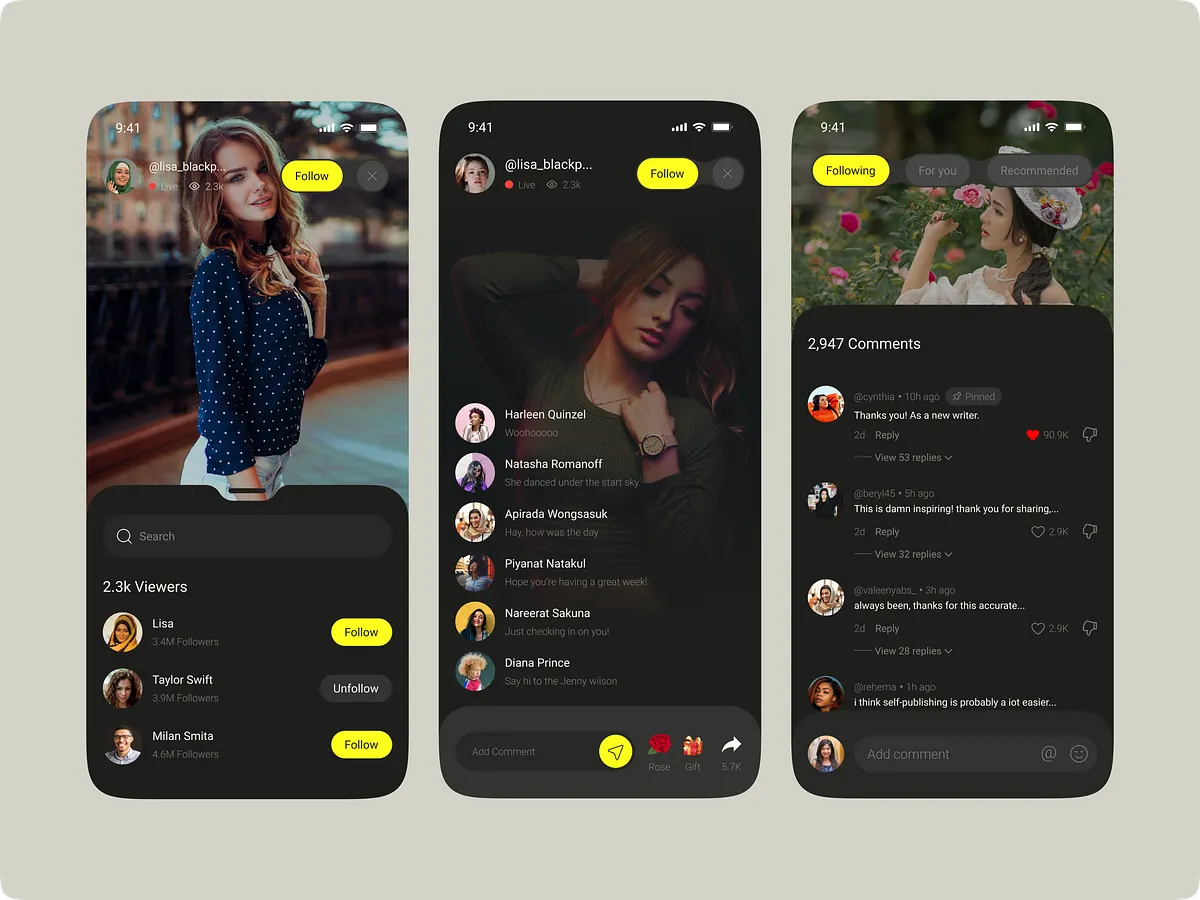 9:41
@lisa_blackp...
Live 2.3k
Follow
Search
2.3k Viewers
Lisa
3.4M Followers
Follow
Taylor Swift
3.9M Followers
Unfollow
Milan Smita
4.6M Followers
Follow
9:41
@lisa_blackp...
Live 2.3k
Follow
Harleen Quinzel
Woohooooo
Natasha Romanoff
She danced under the start sky.
Apirada Wongsasuk
Hay, how was the day
Piyanat Natakul
Hope you're having a great week!
Nareerat Sakuna
Just checking in on you!
Diana Prince
Say hi to the Jenny wilson
Add Comment
Rose
Gift
5.7K
9:41
Following
For you
Recommended
2,947 Comments
@cynthia • 10h ago Pinned
Thanks you! As a new writer.
2d Reply 90.9K
View 53 replies
@beryl45 • 5h ago
This is damn inspiring! thank you for sharing,...
2d Reply 2.9K
View 32 replies
@valeenyabs_ • 3h ago
always been, thanks for this accurate...
2d Reply 2.9K
View 28 replies
@rehema • 1h ago
i think self-publishing is probably a iot easier...
Add comment @